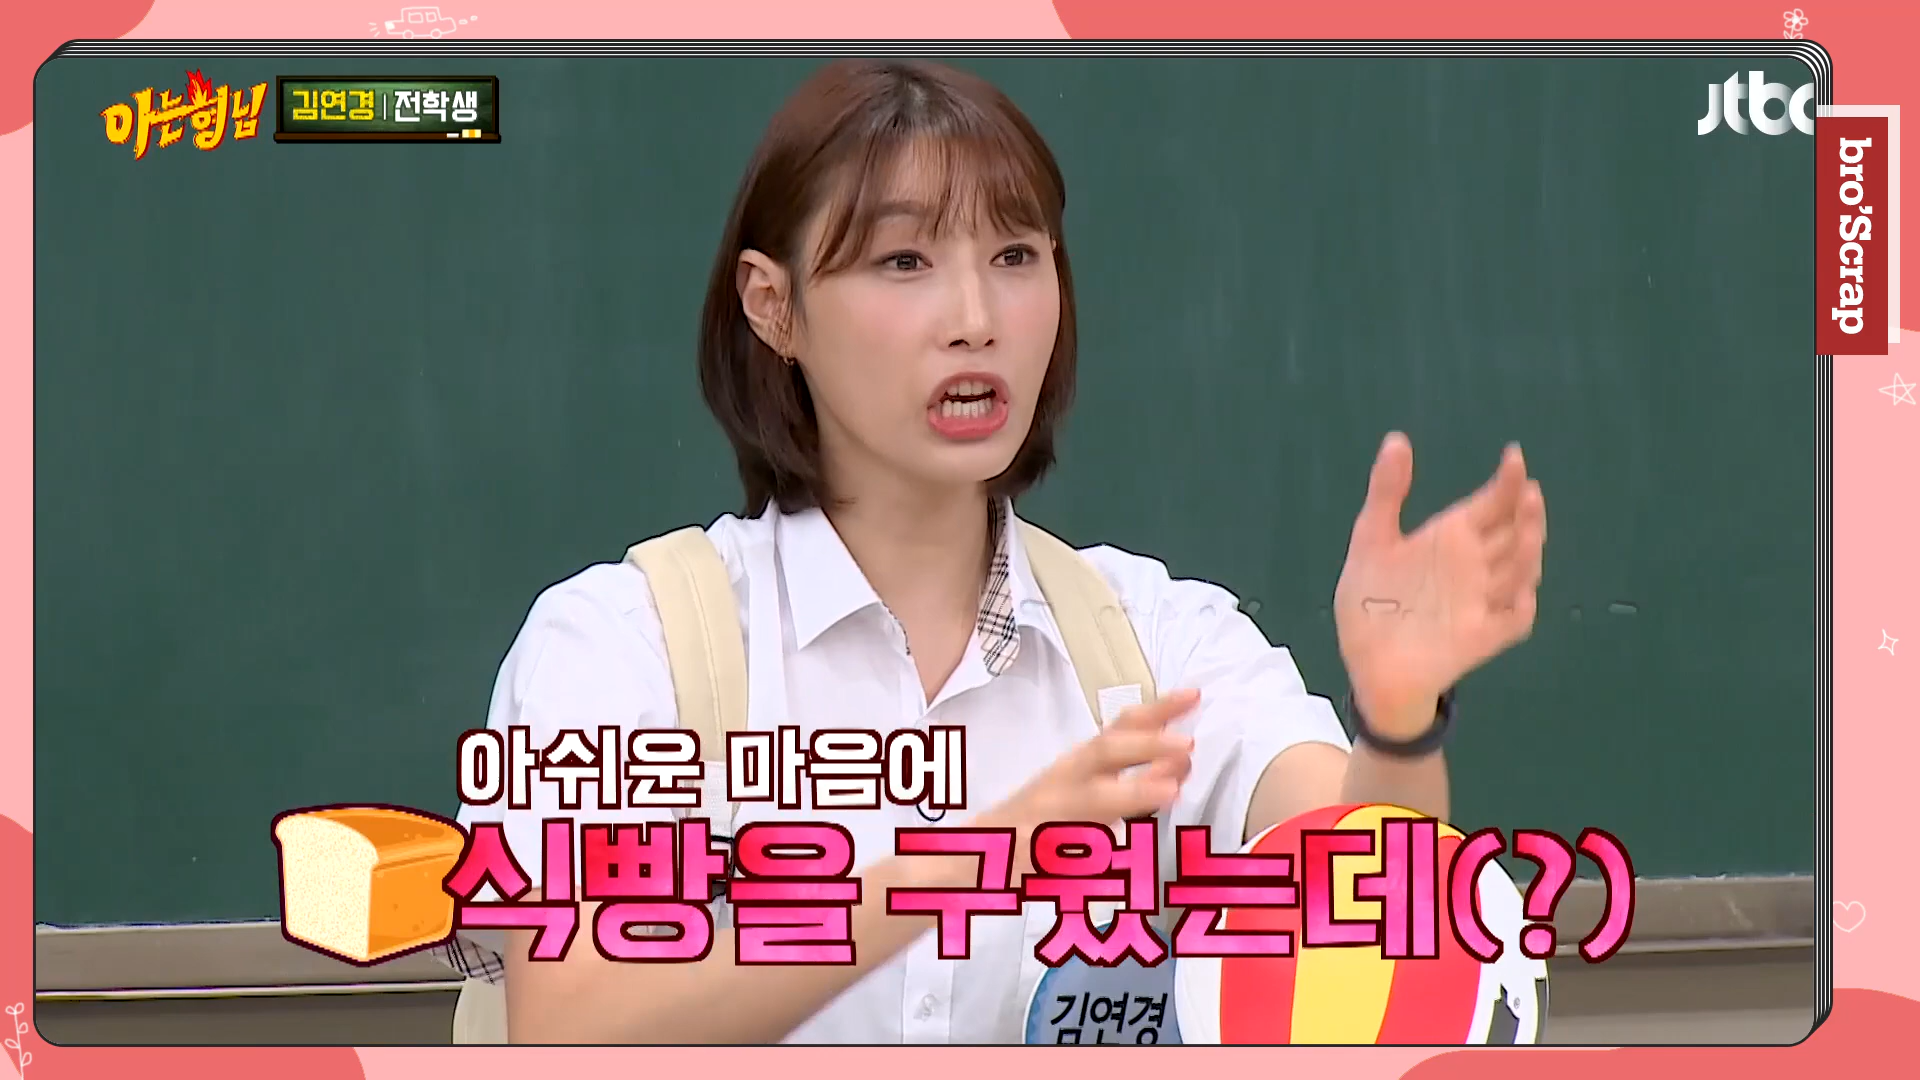 아는형님
김연경 | 전학생
jtbc
bro'Scrap
아쉬운 마음에
식빵을 구웠는데(?)
김연경